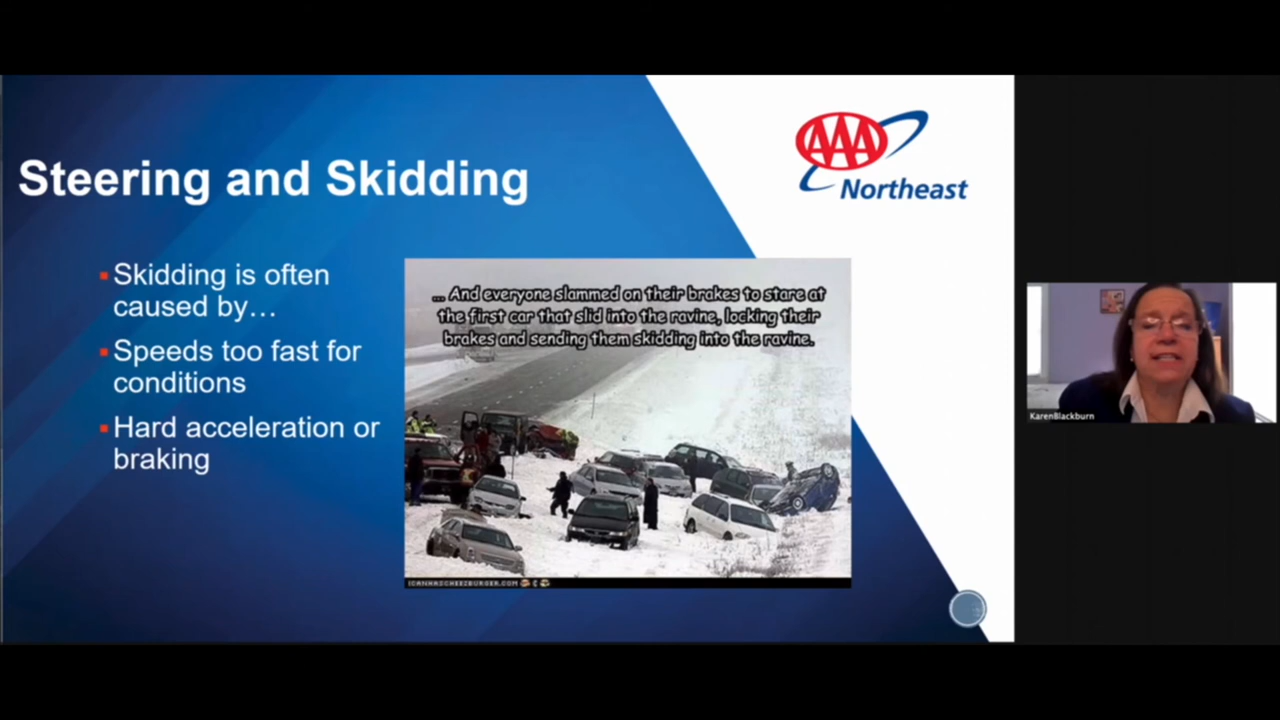 AAA
Northeast
Steering and Skidding
▪Skidding is often
caused by…
▪Speeds too fast for
conditions
▪Hard acceleration or
braking
... And everyone slammed on their brakes to stare at
the first car that slid into the ravine, locking their
brakes and sending them skidding into the ravine.
ICANHASCHEEZBURGER.COM
KarenBlackburn